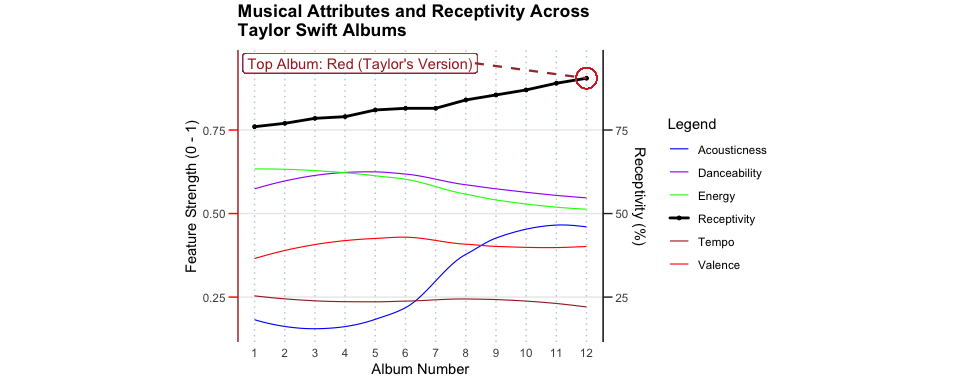 Musical Attributes and Receptivity Across
Taylor Swift Albums
Top Album: Red (Taylor's Version)
Feature Strength (0 - 1)
0.75
0.50
0.25
75
50
25
Receptivity (%)
1 2 3 4 5 6 7 8 9 10 11 12
Album Number
Legend
Acousticness
Danceability
Energy
Receptivity
Tempo
Valence